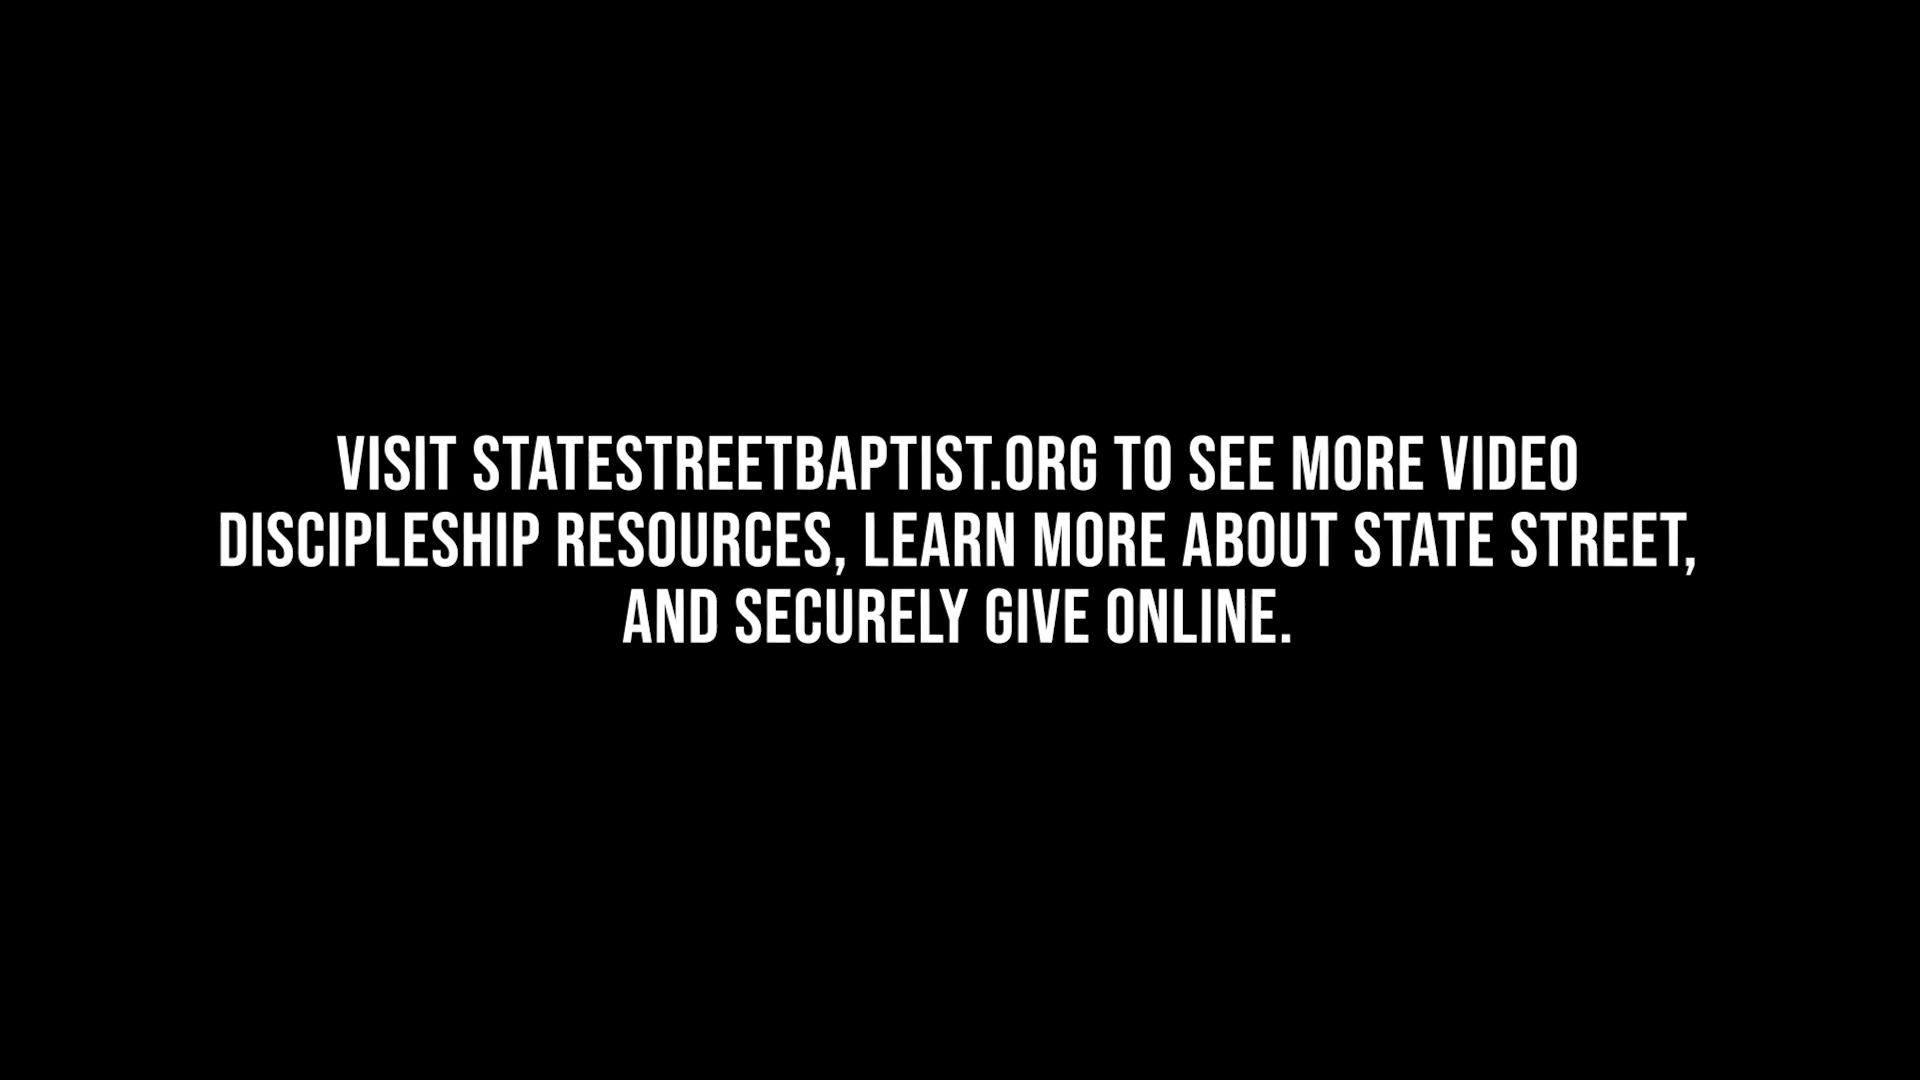 VISIT STATESTREETBAPTIST.ORG TO SEE MORE VIDEO
DISCIPLESHIP RESOURCES, LEARN MORE ABOUT STATE STREET,
AND SECURELY GIVE ONLINE.